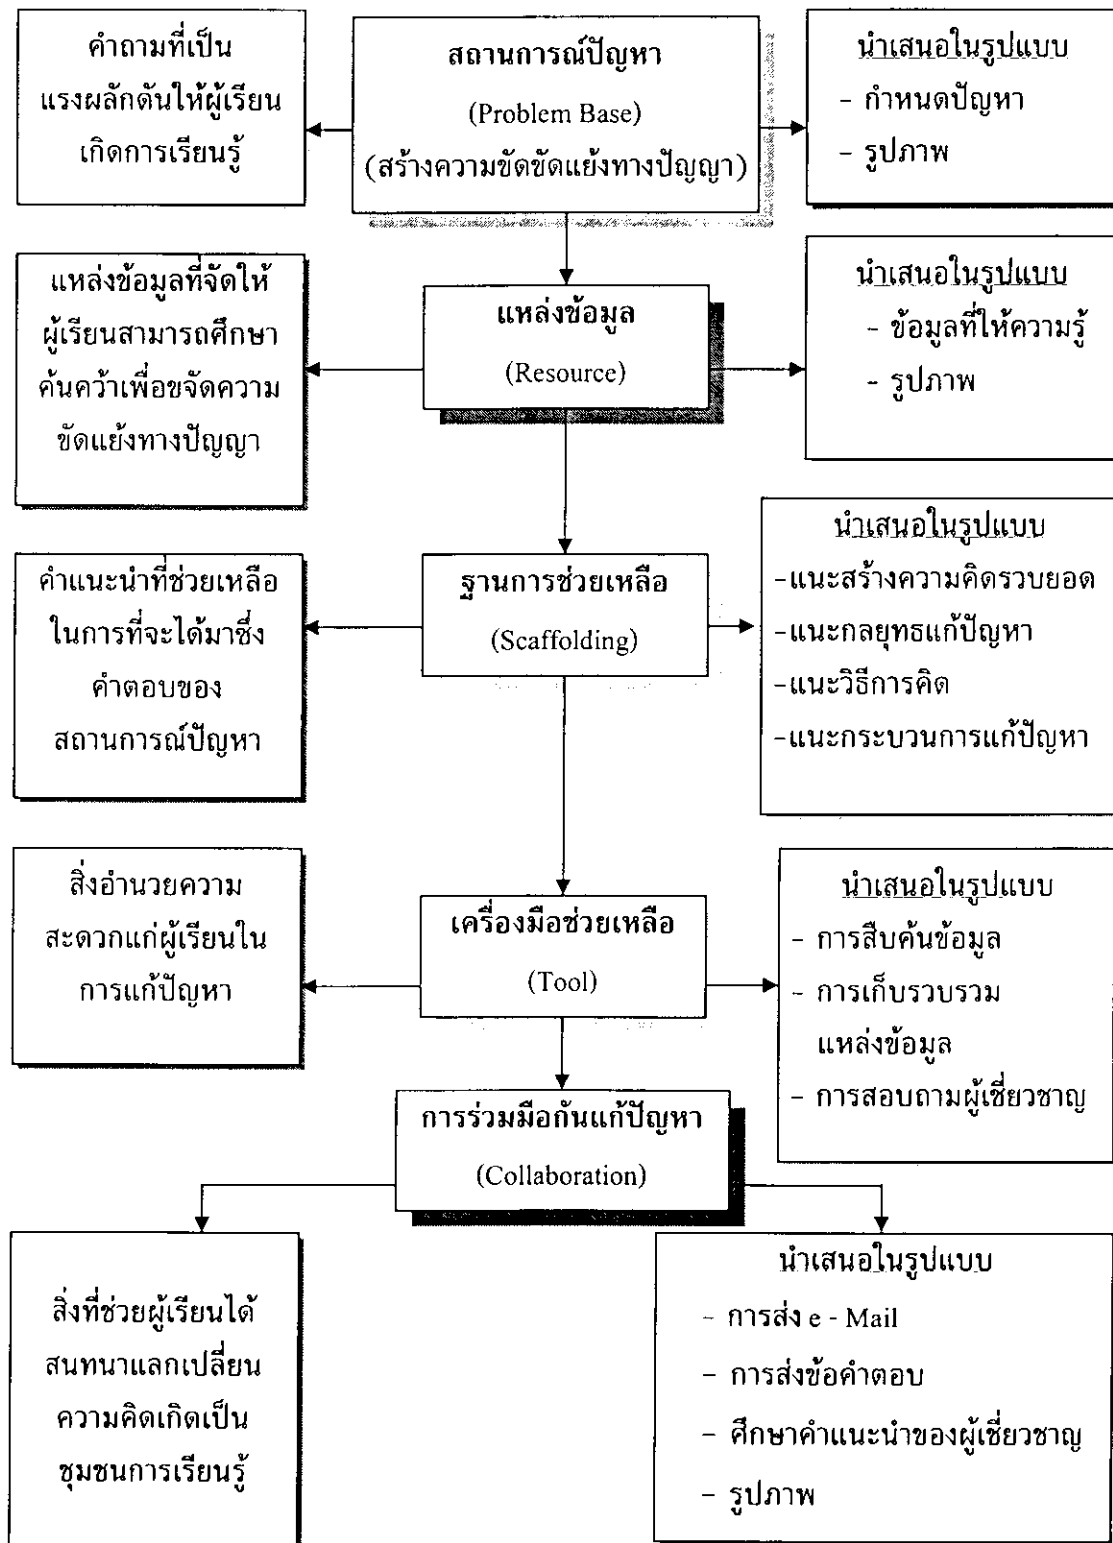 คำถามที่เป็น
แรงผลักดันให้ผู้เรียน
เกิดการเรียนรู้
สถานการณ์ปัญหา
(Problem Base)
(สร้างความขัดขัดแย้งทางปัญญา)
นำเสนอในรูปแบบ
- กำหนดปัญหา
- รูปภาพ
แหล่งข้อมูลที่จัดให้
ผู้เรียนสามารถศึกษา
ค้นคว้าเพื่อขจัดความ
ขัดแย้งทางปัญญา
แหล่งข้อมูล
(Resource)
นำเสนอในรูปแบบ
- ข้อมูลที่ให้ความรู้
- รูปภาพ
คำแนะนำที่ช่วยเหลือ
ในการที่จะได้มาซึ่ง
คำตอบของ
สถานการณ์ปัญหา
ฐานการช่วยเหลือ
(Scaffolding)
นำเสนอในรูปแบบ
-แนะสร้างความคิดรวบยอด
-แนะกลยุทธแก้ปัญหา
-แนะวิธีการคิด
-แนะกระบวนการแก้ปัญหา
สิ่งอำนวยความ
สะดวกแก่ผู้เรียนใน
การแก้ปัญหา
เครื่องมือช่วยเหลือ
(Tool)
นำเสนอในรูปแบบ
- การสืบค้นข้อมูล
- การเก็บรวบรวม
แหล่งข้อมูล
- การสอบถามผู้เชี่ยวชาญ
การร่วมมือกันแก้ปัญหา
(Collaboration)
สิ่งที่ช่วยผู้เรียนได้
สนทนาแลกเปลี่ยน
ความคิดเกิดเป็น
ชุมชนการเรียนรู้
นำเสนอในรูปแบบ
- การส่ง e - Mail
- การส่งข้อคำตอบ
- ศึกษาคำแนะนำของผู้เชี่ยวชาญ
- รูปภาพ